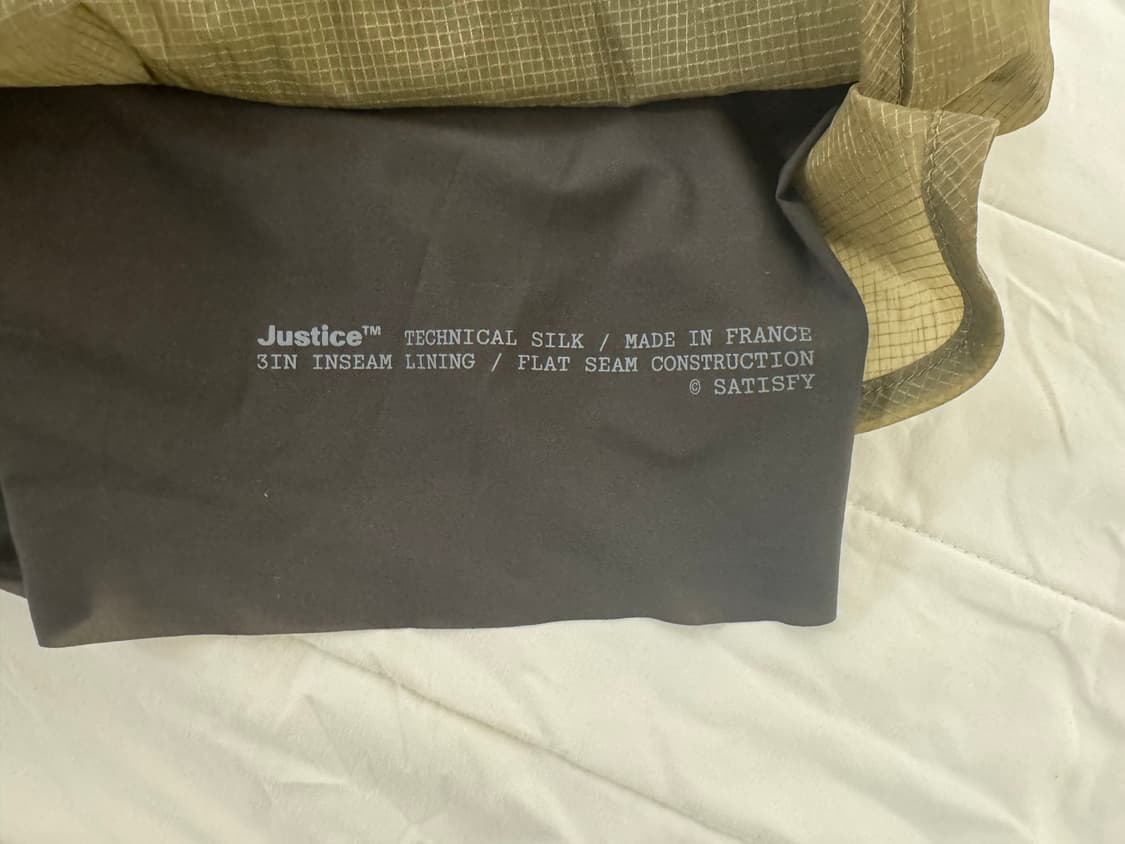 Justice™ TECHNICAL SILK / MADE IN FRANCE
3IN INSEAM LINING / FLAT SEAM CONSTRUCTION
© SATISFY